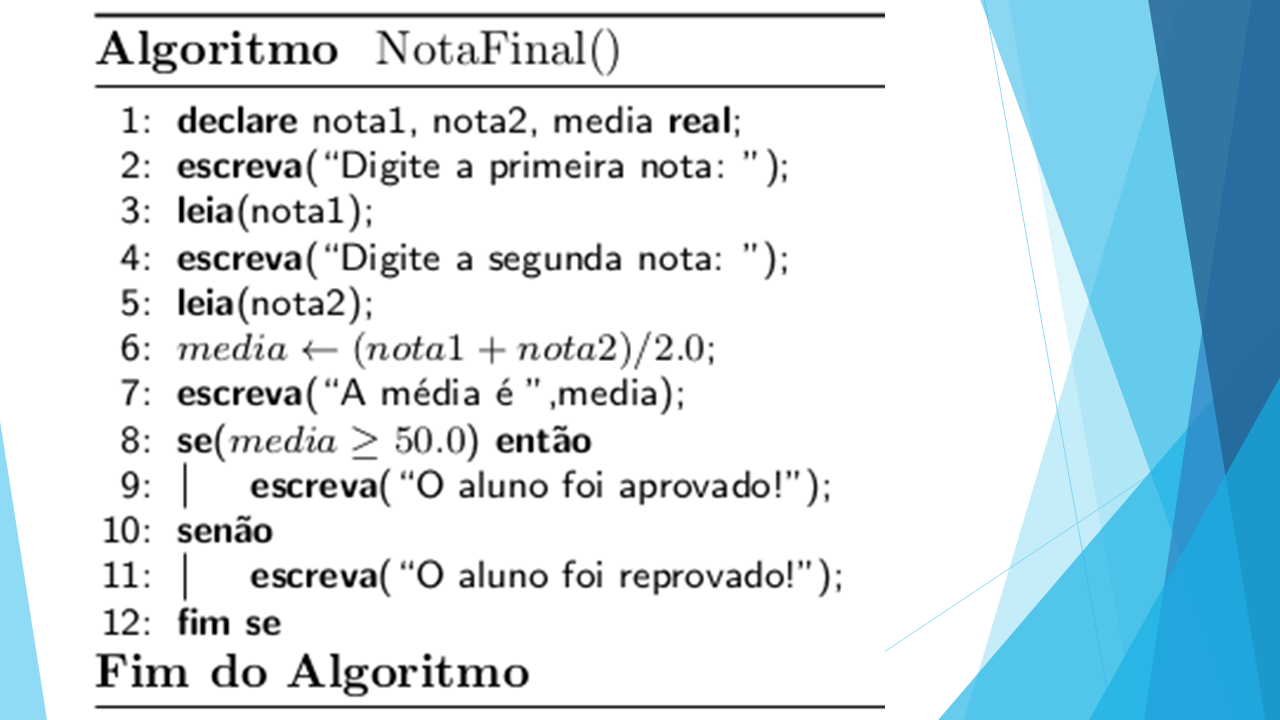 Algoritmo NotaFinal()
1: declare nota1, nota2, media real;
2: escreva(“Digite a primeira nota: ”);
3: leia(nota1);
4: escreva(“Digite a segunda nota: ”);
5: leia(nota2);
6: media ← (nota1 + nota2)/2.0;
7: escreva(“A média é ”,media);
8: se(media ≥ 50.0) então
9: | escreva(“O aluno foi aprovado!”);
10: senão
11: | escreva(“O aluno foi reprovado!”);
12: fim se
Fim do Algoritmo